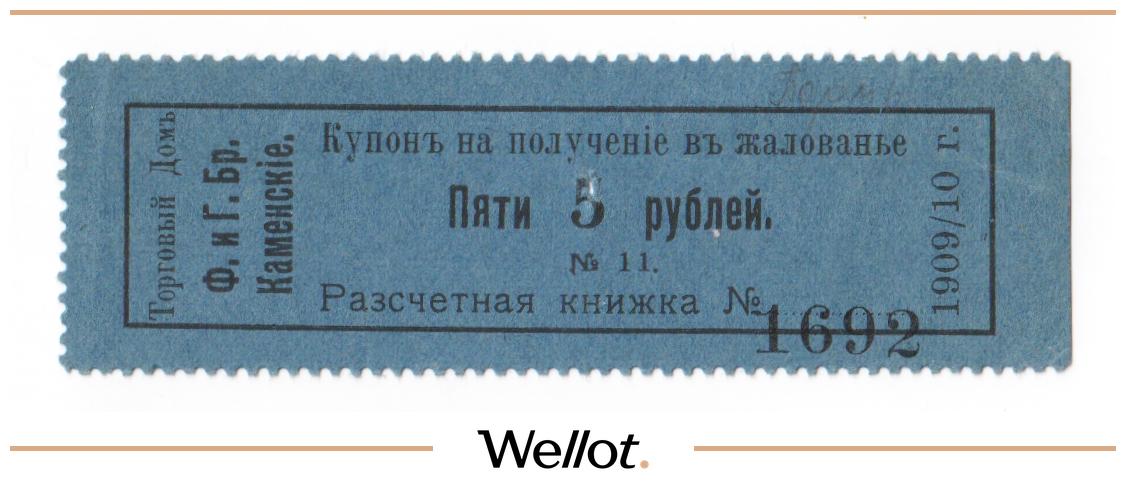 Торговый Домъ
Ф. и Г. Бр.
Каменскіе.
Купонъ на полученіе въ жалованье
Пяти 5 рублей.
№ 11.
Разсчетная книжка №
1692
1909/10 г.
Wellot.